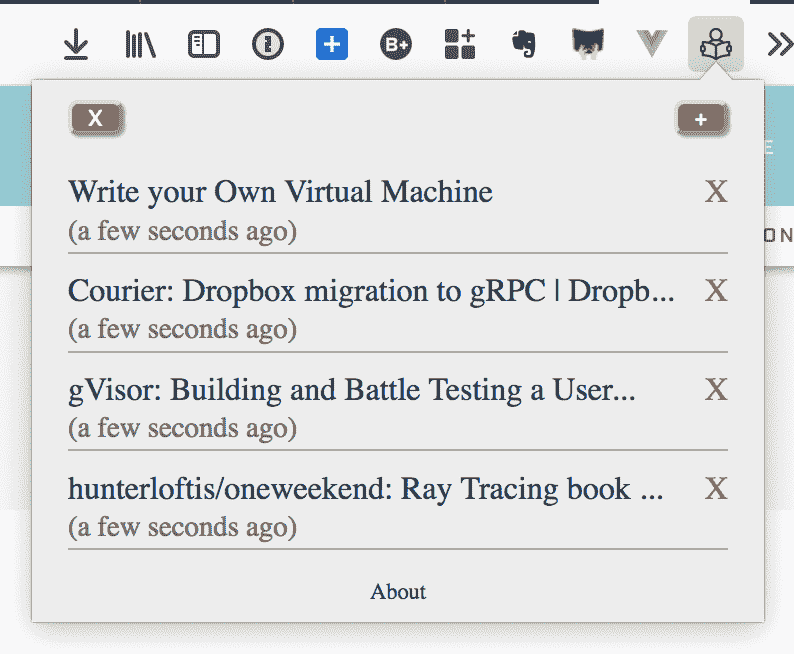 B+
X
+
E
Write your Own Virtual Machine X
(a few seconds ago)
ON
Courier: Dropbox migration to gRPC | Dropb... X
(a few seconds ago)
gVisor: Building and Battle Testing a User... X
(a few seconds ago)
hunterloftis/oneweekend: Ray Tracing book ... X
(a few seconds ago)
About